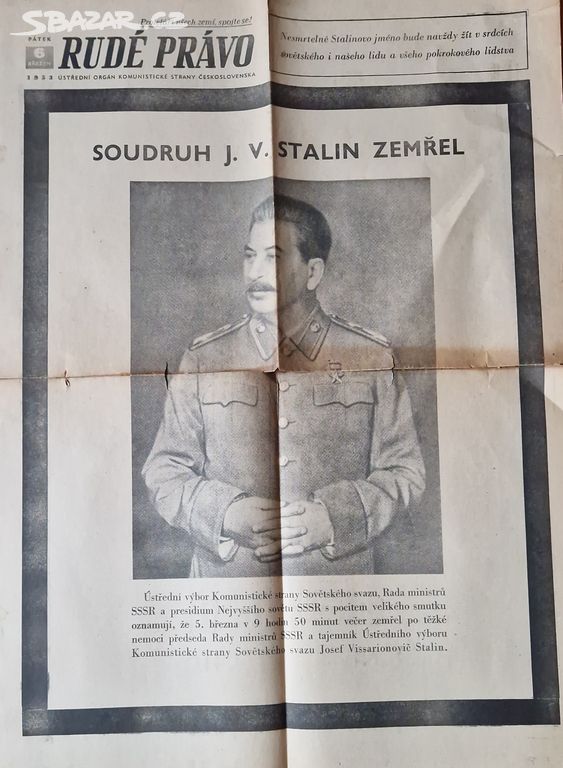 SBAZAR.CZ
Proletáři všech zemí, spojte se!
PÁTEK
6
BŘEZEN
1953
RUDÉ PRÁVO
ÚSTŘEDNÍ ORGÁN KOMUNISTICKÉ STRANY ČESKOSLOVENSKA
Nesmrtelné Stalinovo jméno bude navždy žít v srdcích
sovětského i našeho lidu a všeho pokrokového lidstva
SOUDRUH J. V. STALIN ZEMŘEL
Ústřední výbor Komunistické strany Sovětského svazu, Rada ministrů
SSSR a presidium Nejvyššího sovětu SSSR s pocitem velikého smutku
oznamují, že 5. března v 9 hodin 50 minut večer zemřel po těžké
nemoci předseda Rady ministrů SSSR a tajemník Ústředního výboru
Komunistické strany Sovětského svazu Josef Vissarionovič Stalin.